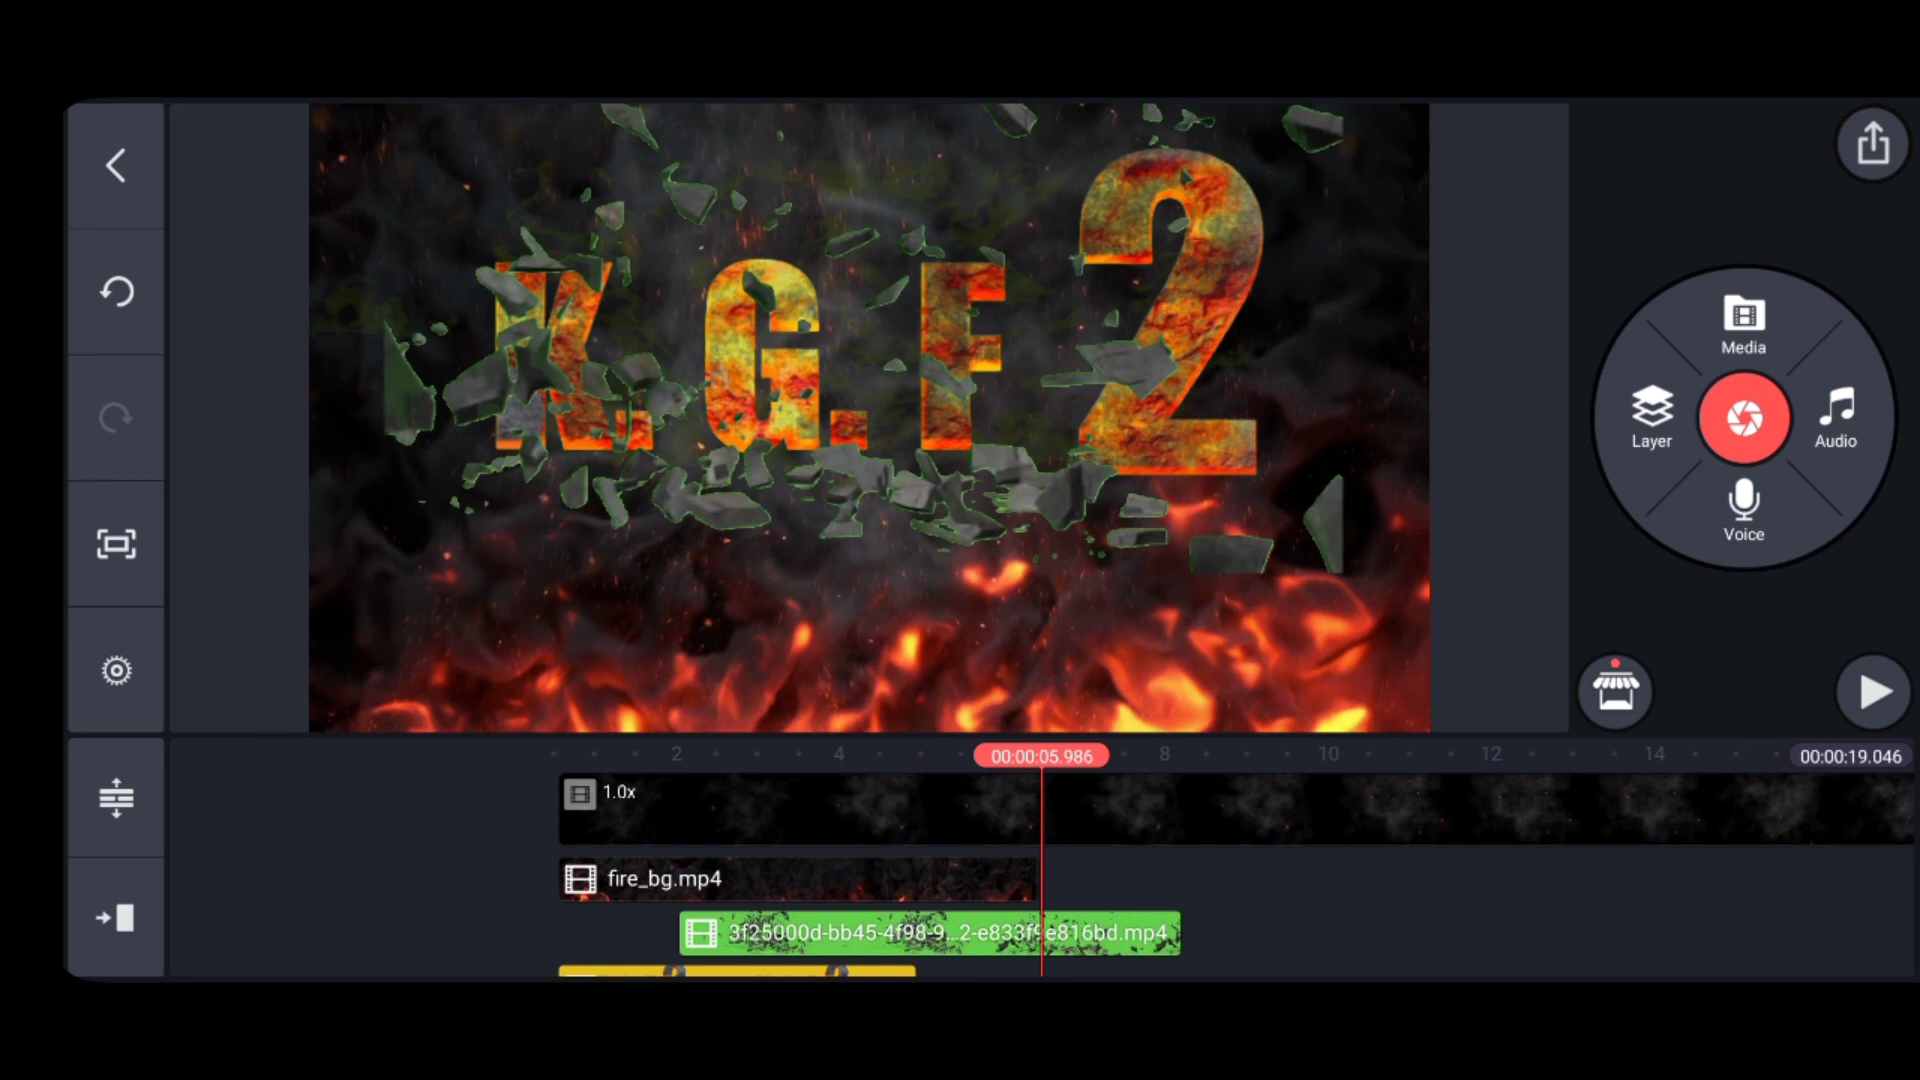 K.G.F 2
Media
Layer
Audio
Voice
2
4
00:00:05.986
8
10
12
14
00:00:19.046
1.0x
fire_bg.mp4
3f25000d-bb45-4f98-9...2-e833f9e816bd.mp4